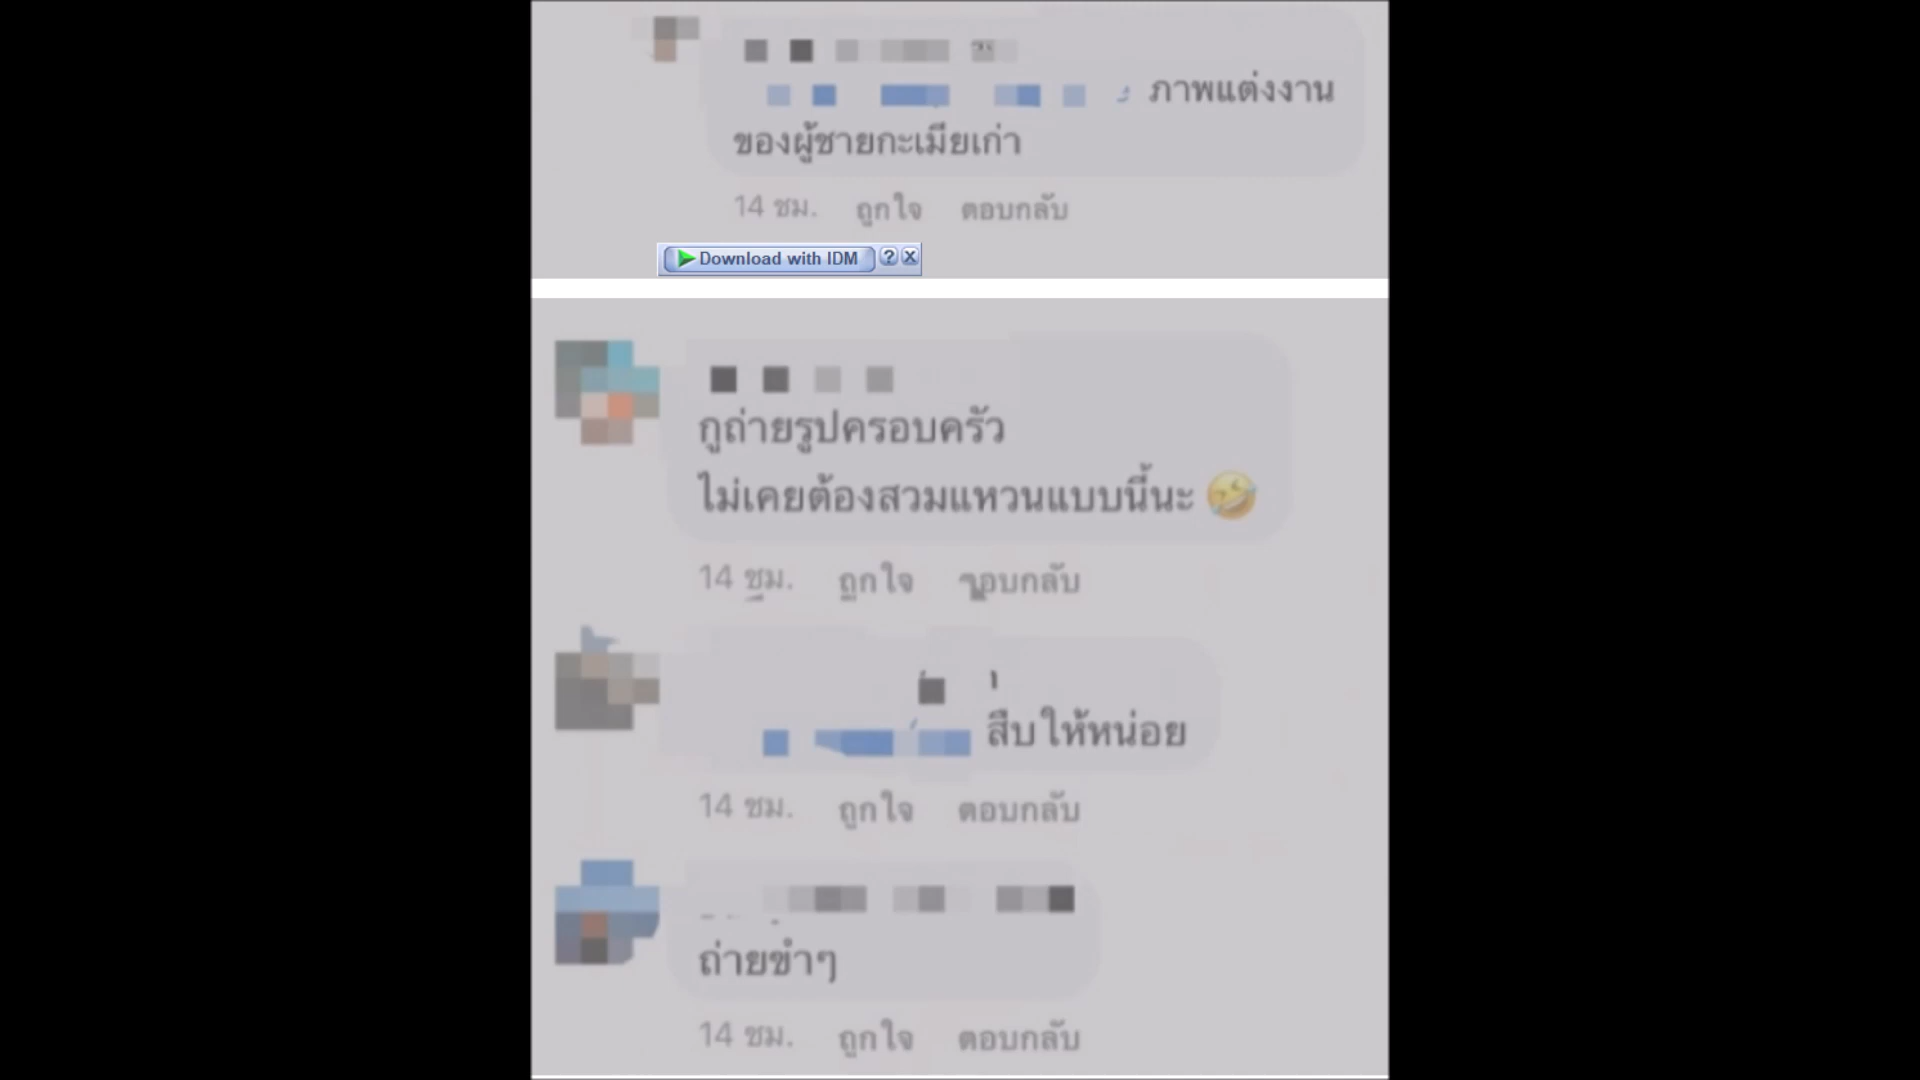 ภาพแต่งงาน
ของผู้ชายกะเมียเก่า
14 ชม. ถูกใจ ตอบกลับ
Download with IDM ? X
กูถ่ายรูปครอบครัว
ไม่เคยต้องสวมแหวนแบบนี้นะ 🤣
14 ชม. ถูกใจ ตอบกลับ
สืบให้หน่อย
14 ชม. ถูกใจ ตอบกลับ
ถ่ายขำๆ
14 ชม. ถูกใจ ตอบกลับ